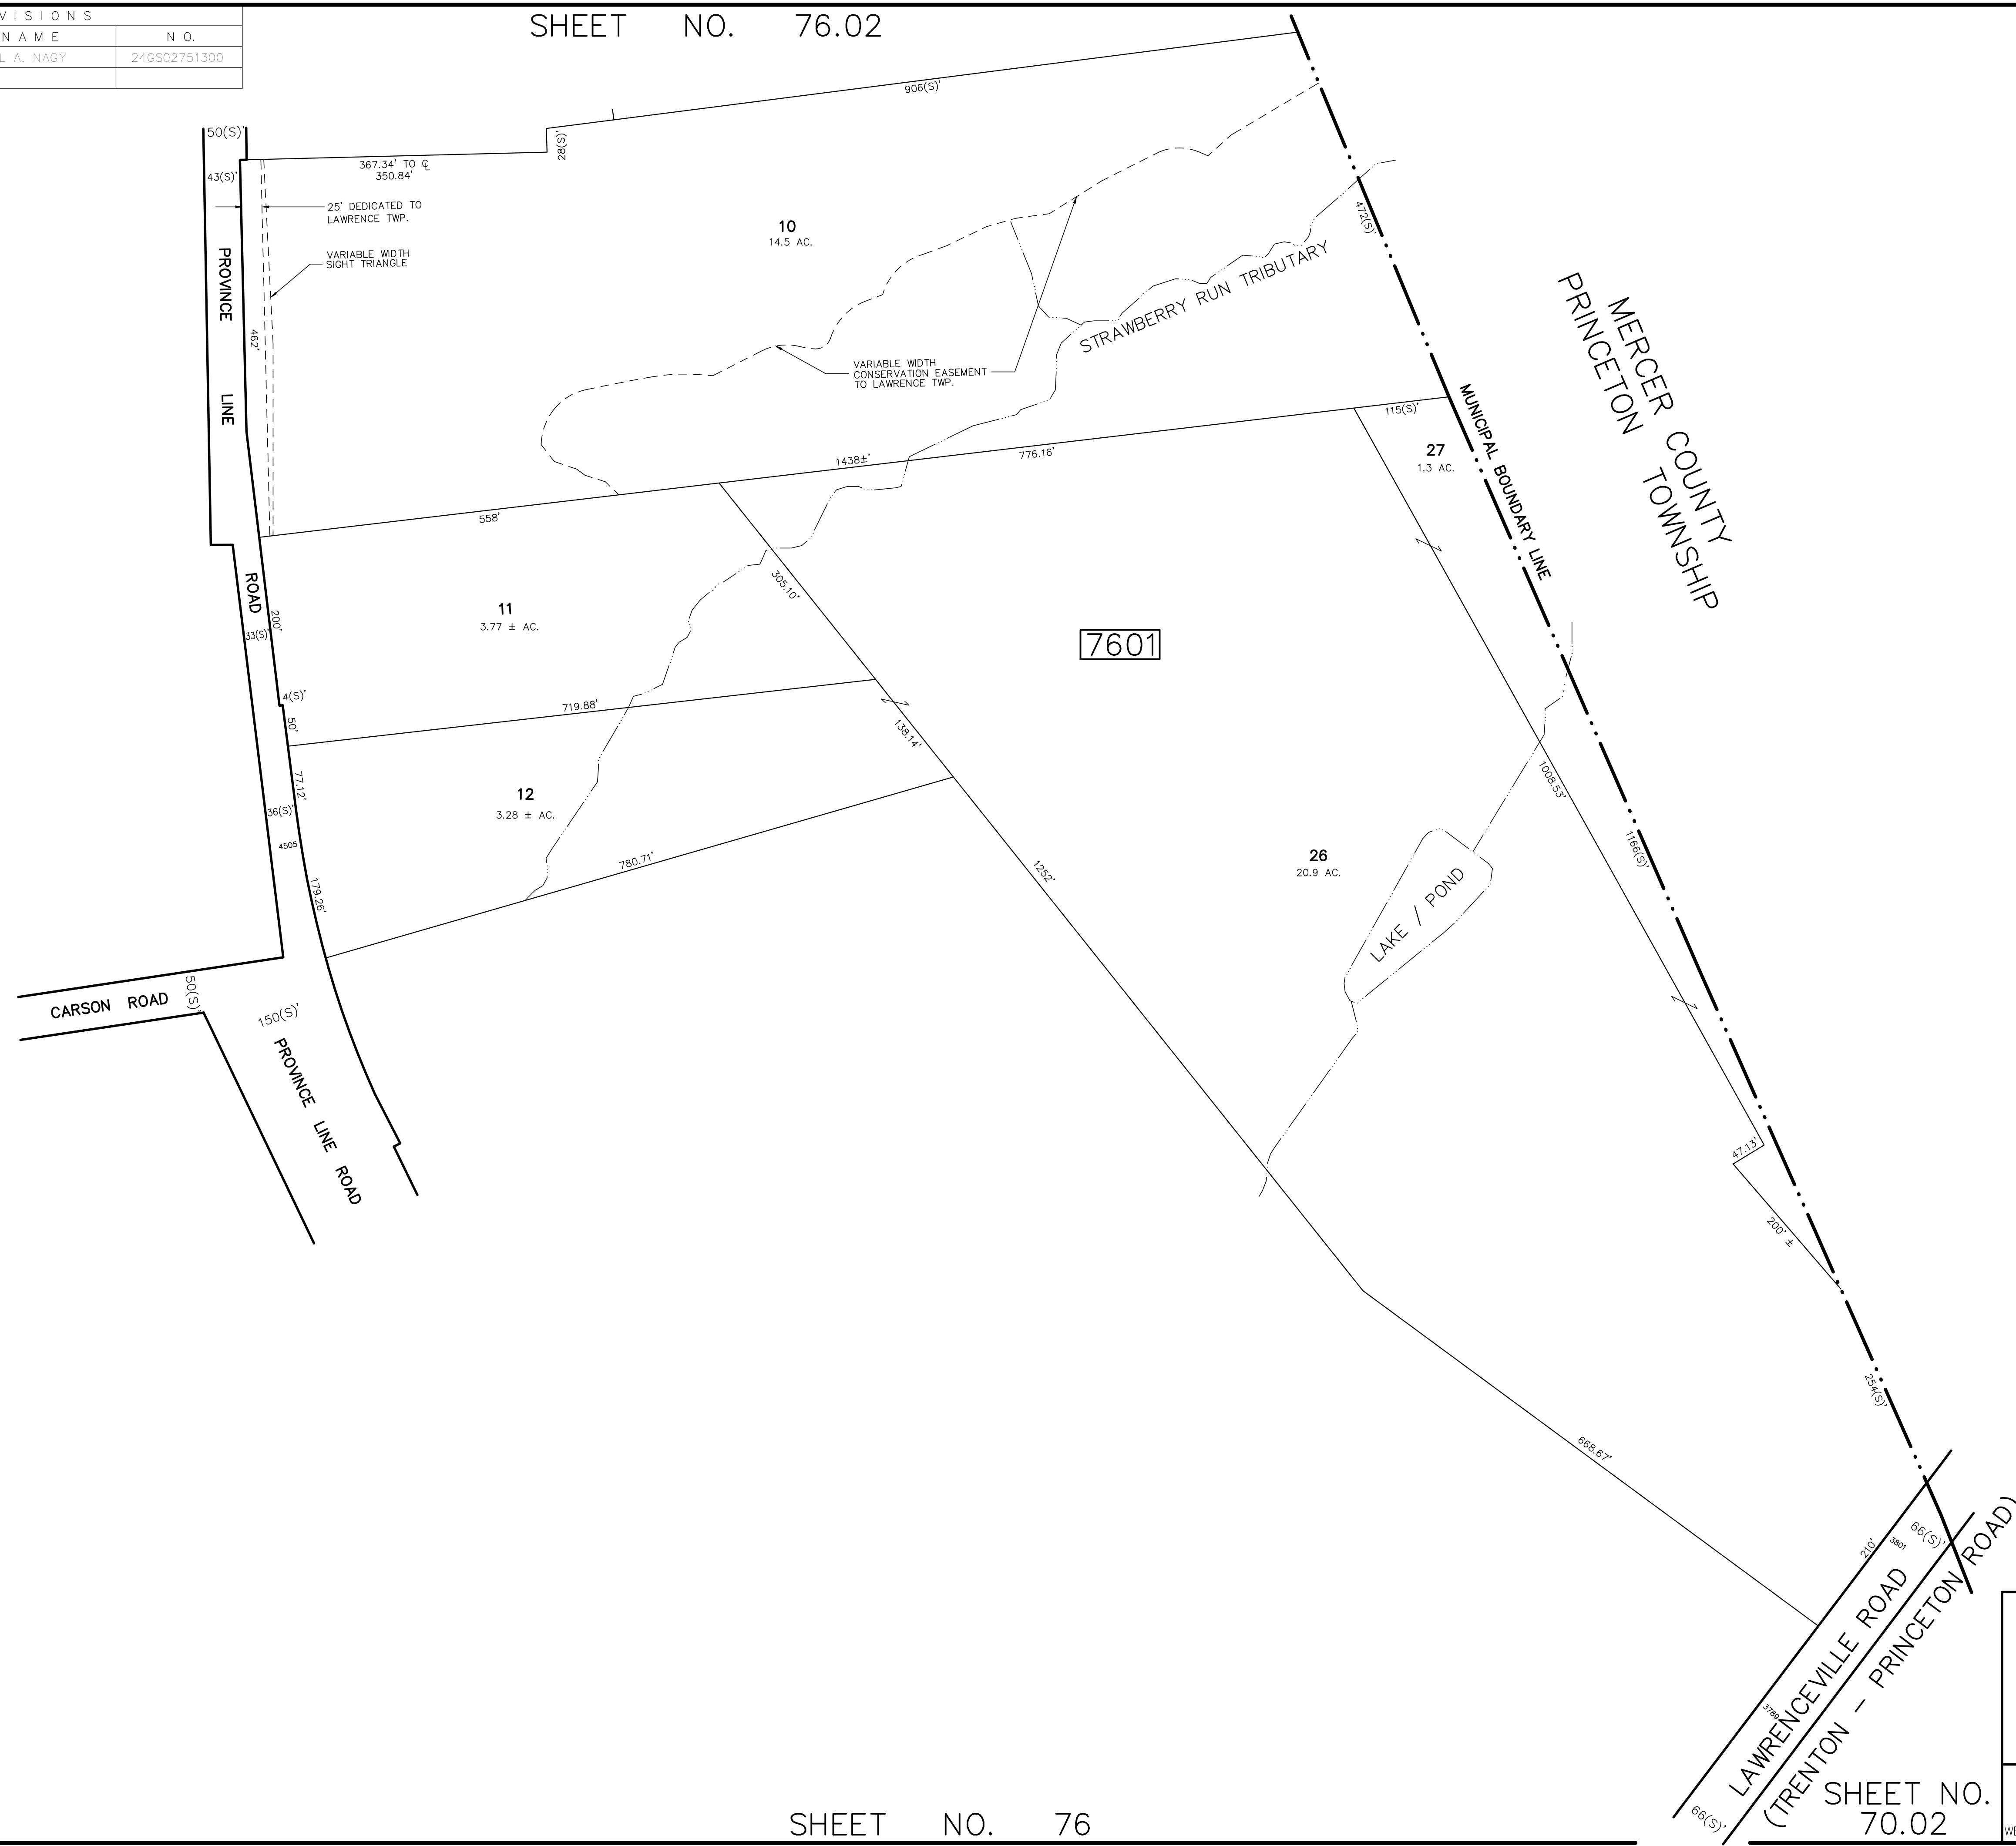 V I S I O N S
N A M E
N O.
L A. NAGY
24GS02751300
SHEET NO. 76.02
906(S)'
50(S)'
28(S)'
367.34' TO ℄
350.84'
43(S)'
25' DEDICATED TO
LAWRENCE TWP.
VARIABLE WIDTH
SIGHT TRIANGLE
10
14.5 AC.
472(S)'
STRAWBERRY RUN TRIBUTARY
PROVINCE LINE ROAD
462'
VARIABLE WIDTH
CONSERVATION EASEMENT
TO LAWRENCE TWP.
MERCER COUNTY
PRINCETON TOWNSHIP
MUNICIPAL BOUNDARY LINE
115(S)'
27
1.3 AC.
1438±'
776.16'
558'
305.10'
11
3.77 ± AC.
200'
33(S)'
7601
4(S)'
50'
719.88'
138.14'
77.12'
36(S)'
12
3.28 ± AC.
4505
780.71'
179.26'
1252'
26
20.9 AC.
1008.53'
1166(S)'
LAKE / POND
CARSON ROAD
50(S)'
150(S)'
PROVINCE LINE ROAD
47.13'
200' ±
254(S)'
668.67'
210'
3801
66(S)'
LAWRENCEVILLE ROAD
(TRENTON - PRINCETON ROAD)
3789
66(S)'
SHEET NO.
70.02
SHEET NO. 76